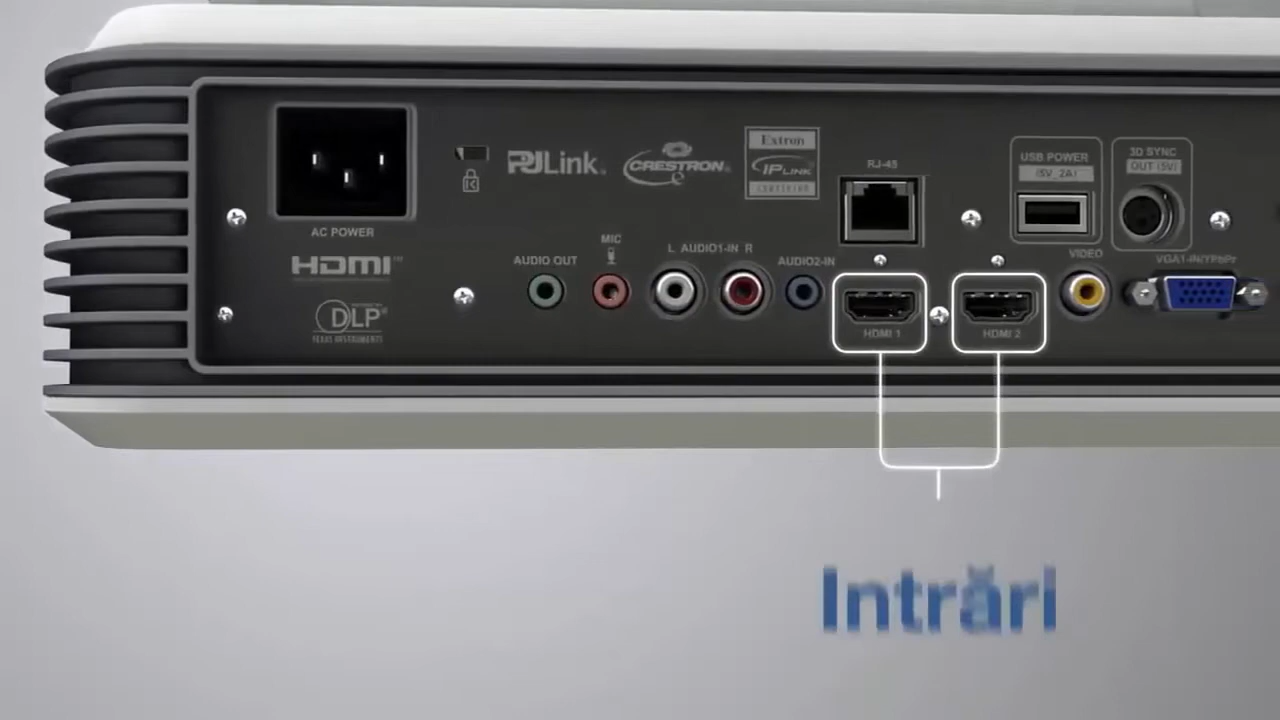 AC POWER
HDMI™
DLP®
TEXAS INSTRUMENTS
PJLink
CRESTRON
Extron
IP LINK
RJ-45
USB POWER
(5V, 2A)
3D SYNC
OUT (5V)
AUDIO OUT
MIC
L AUDIO1-IN R
AUDIO2-IN
HDMI 1
HDMI 2
VIDEO
VGA1-IN/YPbPr
Intrări